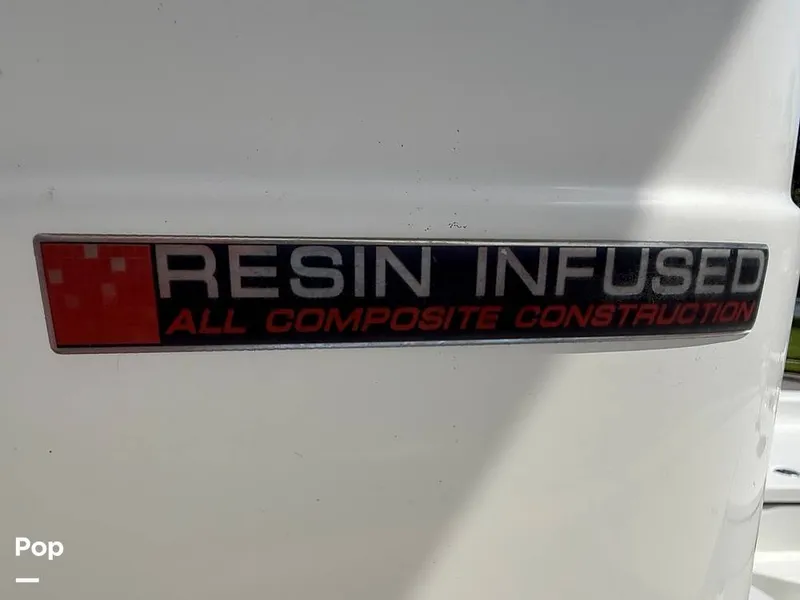 RESIN INFUSED
ALL COMPOSITE CONSTRUCTION
Pop